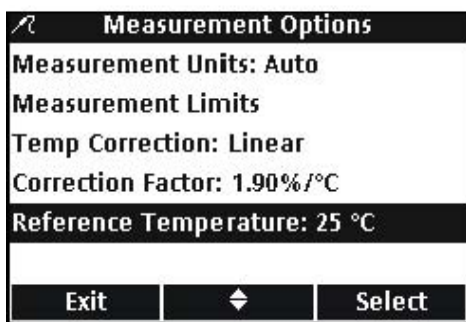 Measurement Options
Measurement Units: Auto
Measurement Limits
Temp Correction: Linear
Correction Factor: 1.90%/°C
Reference Temperature: 25 °C
Exit Select